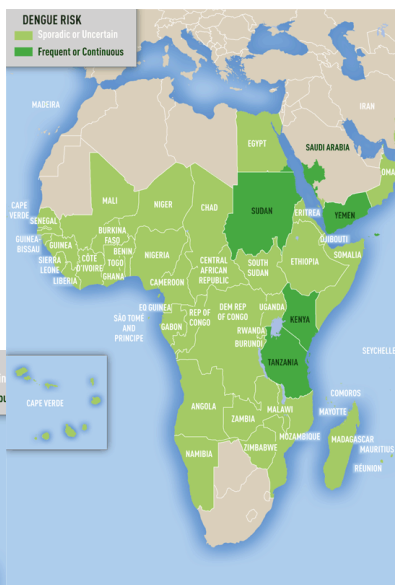 DENGUE RISK
Sporadic or Uncertain
Frequent or Continuous
MADEIRA
IRAN
EGYPT
SAUDI ARABIA
CAPE
VERDE
MALI
NIGER
CHAD
SUDAN
ERITREA
YEMEN
SENEGAL
GUINEA-
BISSAU
GUINEA
BURKINA
FASO
BENIN
DJIBOUTI
SIERRA
LEONE
CÔTE
D'IVOIRE
TOGO
NIGERIA
SOMALIA
LIBERIA
GHANA
CENTRAL
AFRICAN
REPUBLIC
SOUTH
SUDAN
ETHIOPIA
CAMEROON
EQ GUINEA
SÃO TOMÉ
AND
PRINCIPE
GABON
REP OF
CONGO
DEM REP
OF CONGO
UGANDA
KENYA
RWANDA
BURUNDI
TANZANIA
SEYCHELLE
CAPE VERDE
ANGOLA
MALAWI
COMOROS
MAYOTTE
ZAMBIA
MOZAMBIQUE
MADAGASCAR
MAURITIUS
NAMIBIA
ZIMBABWE
RÉUNION